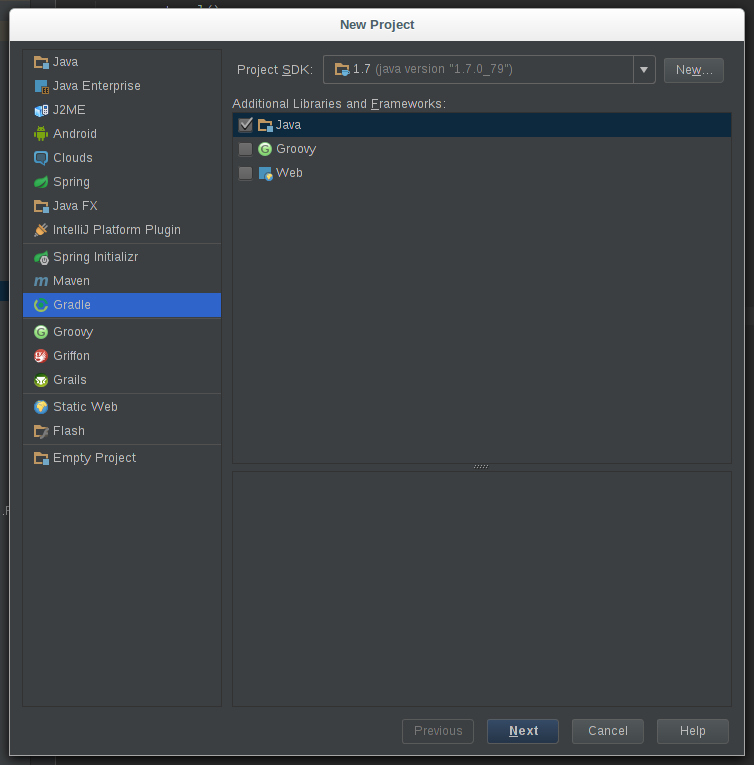 New Project
Java
Java Enterprise
J2ME
Android
Clouds
Spring
Java FX
IntelliJ Platform Plugin
Spring Initializr
Maven
Gradle
Groovy
Griffon
Grails
Static Web
Flash
Empty Project
Project SDK: 1.7 (java version "1.7.0_79") New...
Additional Libraries and Frameworks:
Java
Groovy
Web
Previous Next Cancel Help